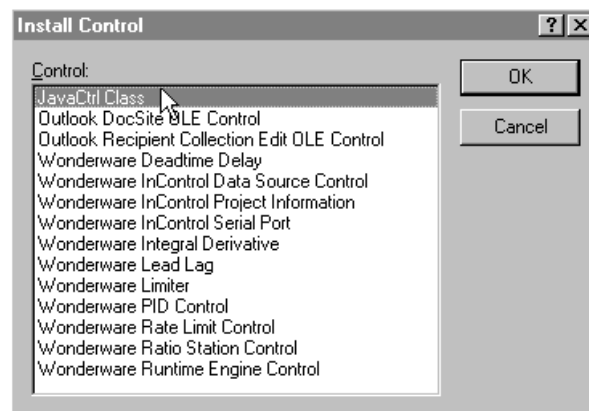 Install Control
Control:
OK
Cancel
JavaCtrl Class
Outlook DocSite OLE Control
Outlook Recipient Collection Edit OLE Control
Wonderware Deadtime Delay
Wonderware InControl Data Source Control
Wonderware InControl Project Information
Wonderware InControl Serial Port
Wonderware Integral Derivative
Wonderware Lead Lag
Wonderware Limiter
Wonderware PID Control
Wonderware Rate Limit Control
Wonderware Ratio Station Control
Wonderware Runtime Engine Control